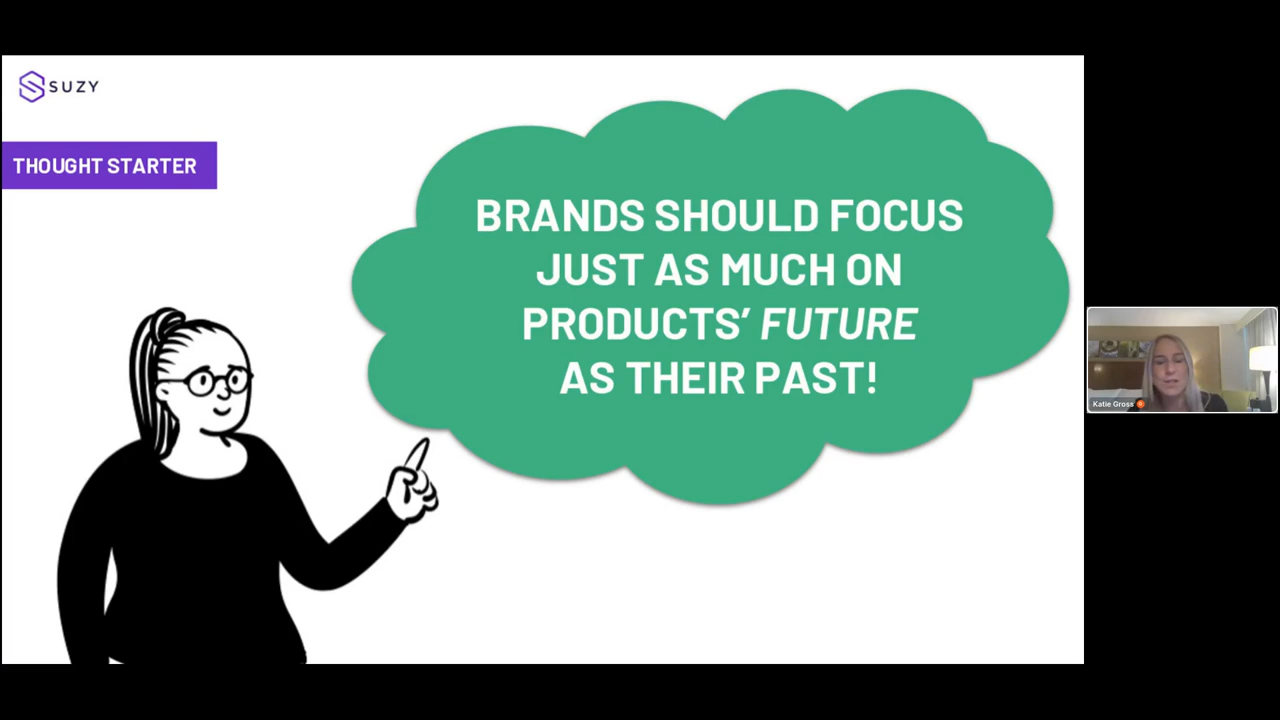 SUZY
THOUGHT STARTER
BRANDS SHOULD FOCUS
JUST AS MUCH ON
PRODUCTS’ FUTURE
AS THEIR PAST!
Katie Gross